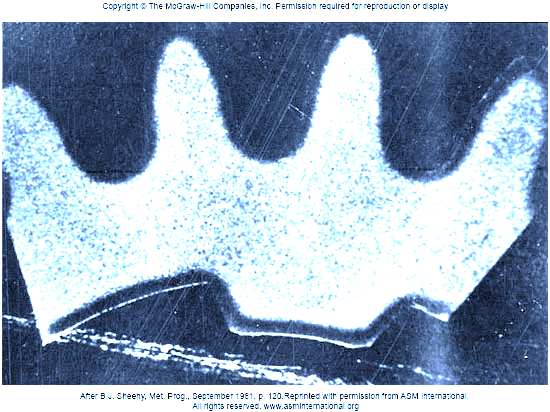 Copyright © The McGraw-Hill Companies, Inc. Permission required for reproduction or display
After B.J. Sheehy, Met. Prog., September 1961, p. 120.Reprinted with permission from ASM International.
All rights reserved. www.asminternational.org